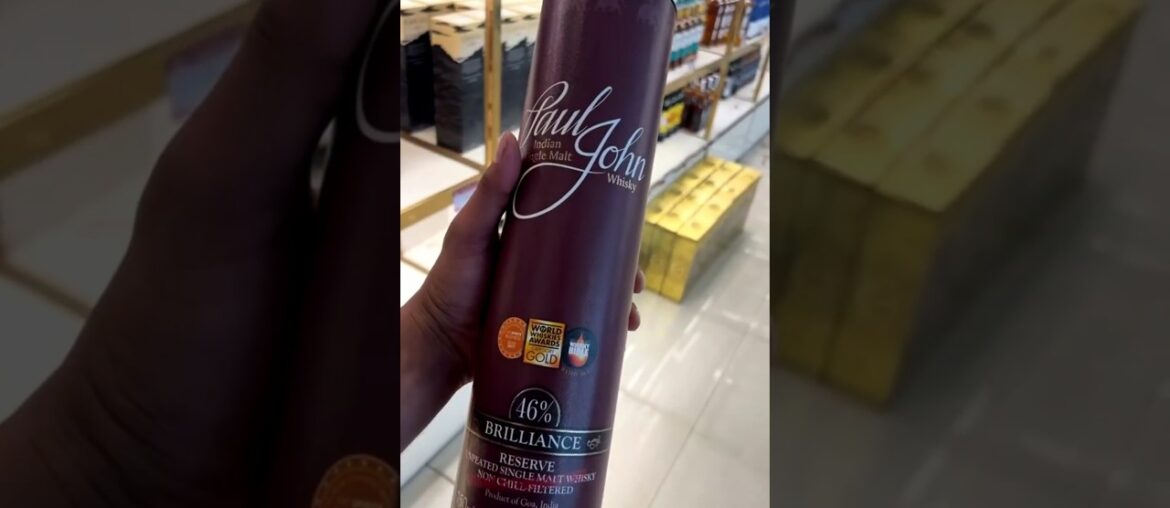 Paul John
Indian
Single Malt
Whisky
WORLD
WHISKIES
AWARDS
GOLD
46%
BRILLIANCE
RESERVE
UNPEATED SINGLE MALT WHISKY
NON CHILL FILTERED
Product of Goa, India